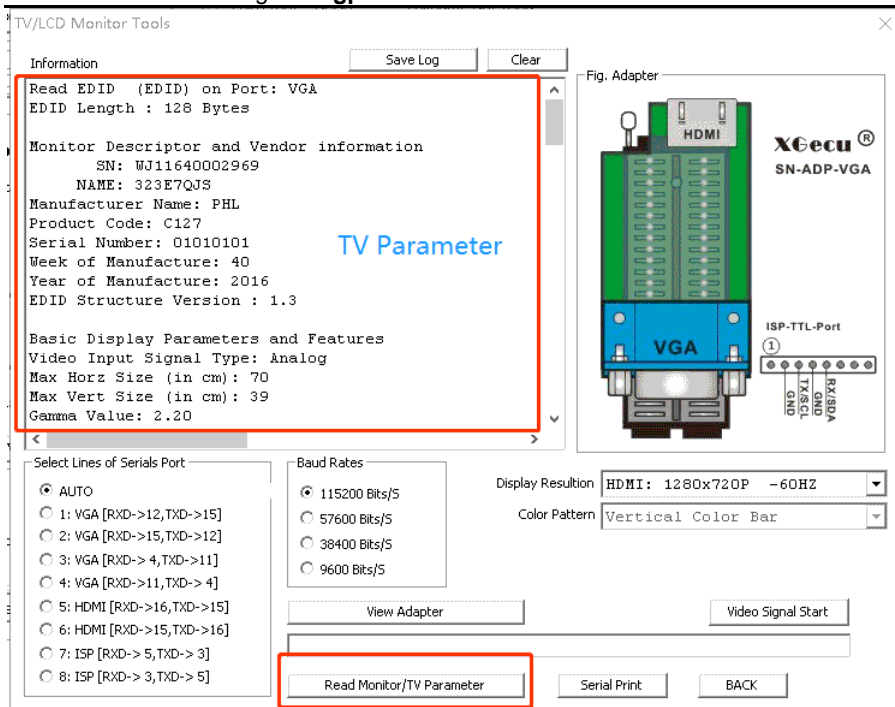 TV/LCD Monitor Tools
Information
Save Log
Clear
Read EDID (EDID) on Port: VGA
EDID Length : 128 Bytes
Monitor Descriptor and Vendor information
SN: WJ11640002969
NAME: 323E7QJS
Manufacturer Name: PHL
Product Code: C127
Serial Number: 01010101
Week of Manufacture: 40
Year of Manufacture: 2016
EDID Structure Version : 1.3
Basic Display Parameters and Features
Video Input Signal Type: Analog
Max Horz Size (in cm): 70
Max Vert Size (in cm): 39
Gamma Value: 2.20
TV Parameter
Fig. Adapter
HDMI
XGecu ®
SN-ADP-VGA
VGA
ISP-TTL-Port
1
GND
TX/SCL
GND
RX/SDA
Select Lines of Serials Port
AUTO
1: VGA [RXD->12,TXD->15]
2: VGA [RXD->15,TXD->12]
3: VGA [RXD-> 4,TXD->11]
4: VGA [RXD->11,TXD-> 4]
5: HDMI [RXD->16,TXD->15]
6: HDMI [RXD->15,TXD->16]
7: ISP [RXD-> 5,TXD-> 3]
8: ISP [RXD-> 3,TXD-> 5]
Baud Rates
115200 Bits/S
57600 Bits/S
38400 Bits/S
9600 Bits/S
Display Resultion HDMI: 1280x720P -60HZ
Color Pattern Vertical Color Bar
View Adapter
Video Signal Start
Read Monitor/TV Parameter
Serial Print
BACK